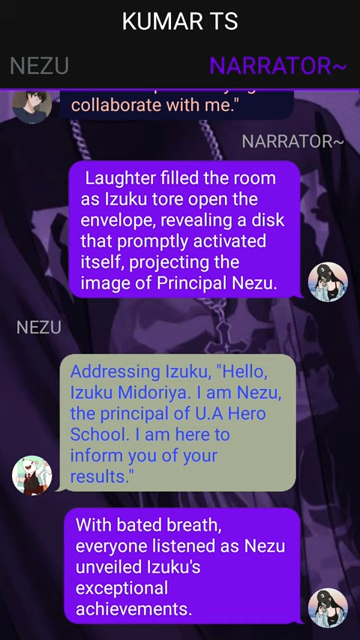 KUMAR TS
NEZU
NARRATOR~
collaborate with me."
NARRATOR~
Laughter filled the room
as Izuku tore open the
envelope, revealing a disk
that promptly activated
itself, projecting the
image of Principal Nezu.
NEZU
Addressing Izuku, "Hello,
Izuku Midoriya. I am Nezu,
the principal of U.A Hero
School. I am here to
inform you of your
results."
With bated breath,
everyone listened as Nezu
unveiled Izuku's
exceptional
achievements.